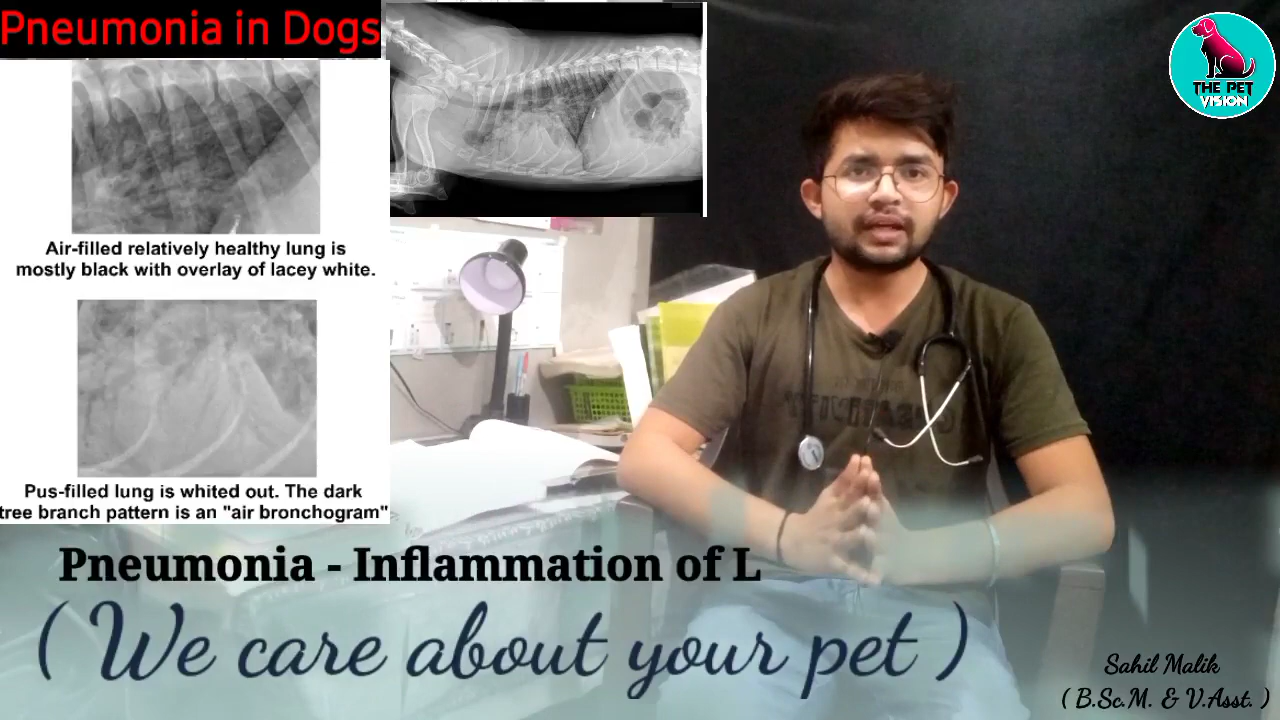 Pneumonia in Dogs
THE PET
VISION
Air-filled relatively healthy lung is
mostly black with overlay of lacey white.
Pus-filled lung is whited out. The dark
tree branch pattern is an "air bronchogram"
Pneumonia - Inflammation of L
( We care about your pet )
Sahil Malik
( B.Sc.M. & V.Asst. )